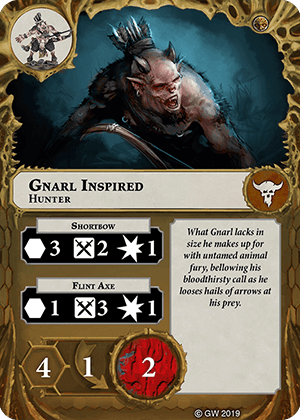 Gnarl Inspired
Hunter
Shortbow
3 2 1
Flint Axe
1 3 1
What Gnarl lacks in
size he makes up for
with untamed animal
fury, bellowing his
bloodthirsty call as he
looses hails of arrows at
his prey.
4 1 2
© GW 2019